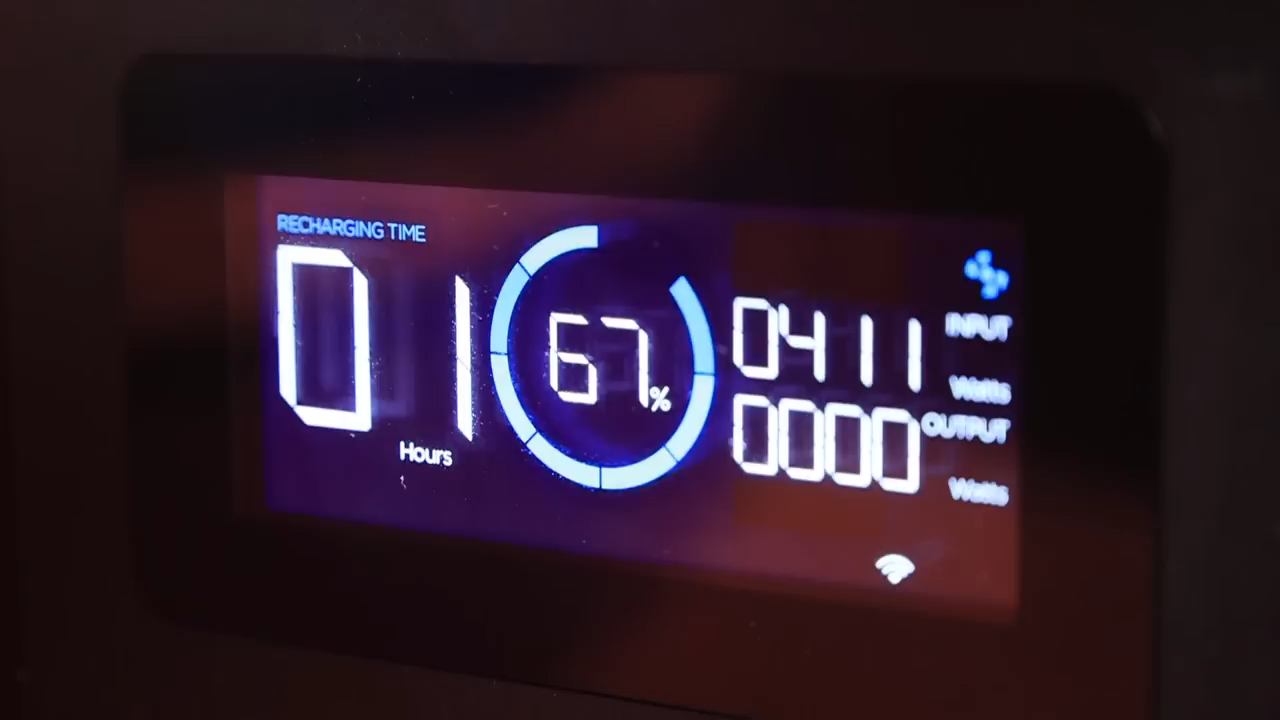 RECHARGING TIME
01
Hours
67%
0411
INPUT
Watts
0000
OUTPUT
Watts